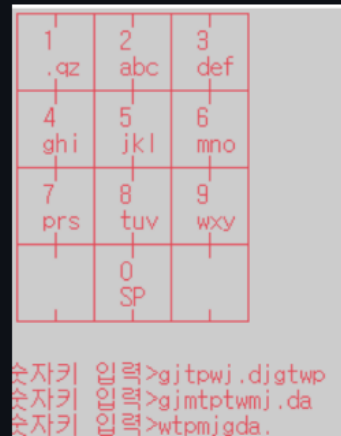 1 2 3
.qz abc def
4 5 6
ghi jkl mno
7 8 9
prs tuv wxy
0
SP
숫자키 입력>gjtpwj.djgtwp
숫자키 입력>gjmtptwmj.da
숫자키 입력>wtpmjgda.